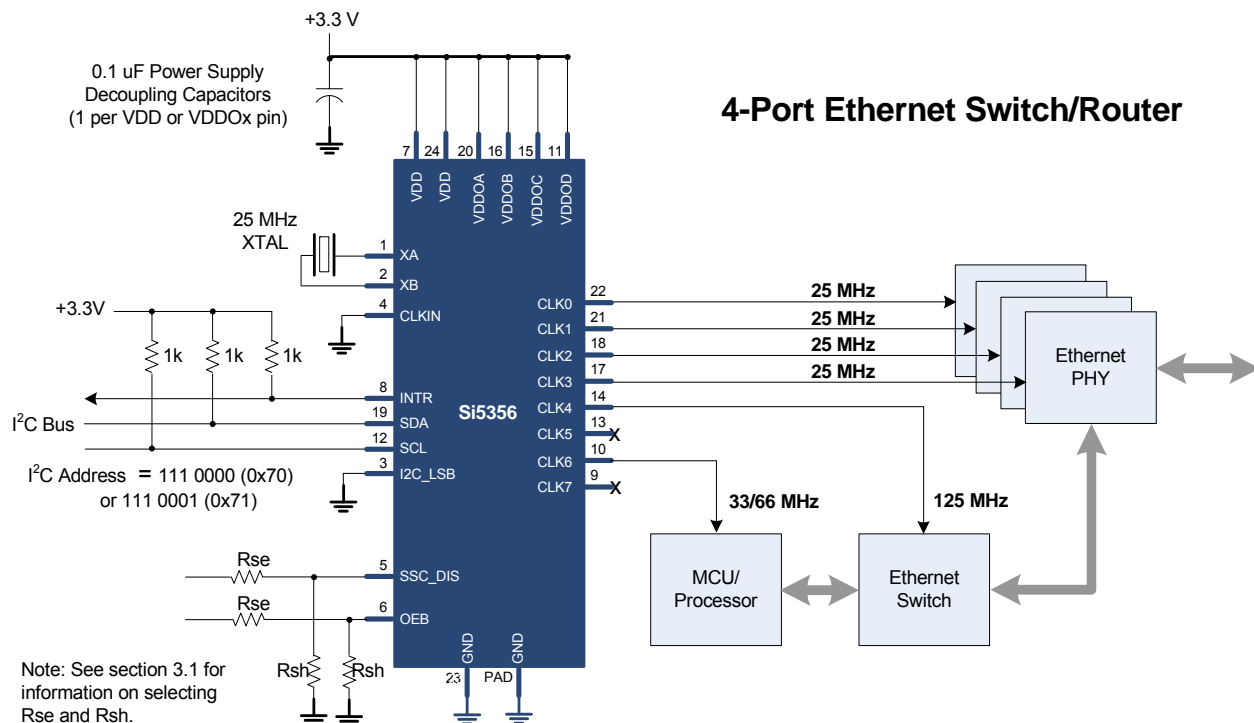 +3.3 V
0.1 uF Power Supply
Decoupling Capacitors
(1 per VDD or VDDOx pin)
4-Port Ethernet Switch/Router
7
24
20
16
15
11
VDD
VDD
VDDOA
VDDOB
VDDOC
VDDOD
25 MHz
XTAL
1
XA
2
XB
4
CLKIN
+3.3V
1k
1k
1k
8
INTR
19
SDA
12
SCL
3
I2C_LSB
I²C Bus
I²C Address = 111 0000 (0x70)
or 111 0001 (0x71)
Si5356
CLK0
22
25 MHz
CLK1
21
25 MHz
CLK2
18
25 MHz
CLK3
17
25 MHz
CLK4
14
CLK5
13
X
CLK6
10
CLK7
9
X
Ethernet
PHY
33/66 MHz
125 MHz
MCU/
Processor
Ethernet
Switch
Rse
5
SSC_DIS
Rse
6
OEB
Rsh
Rsh
GND
GND
23
PAD
Note: See section 3.1 for
information on selecting
Rse and Rsh.